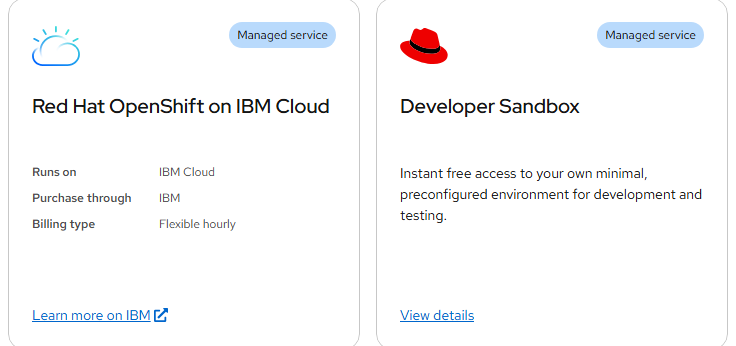 Managed service
Red Hat OpenShift on IBM Cloud
Runs on IBM Cloud
Purchase through IBM
Billing type Flexible hourly
Learn more on IBM
Managed service
Developer Sandbox
Instant free access to your own minimal,
preconfigured environment for development and
testing.
View details